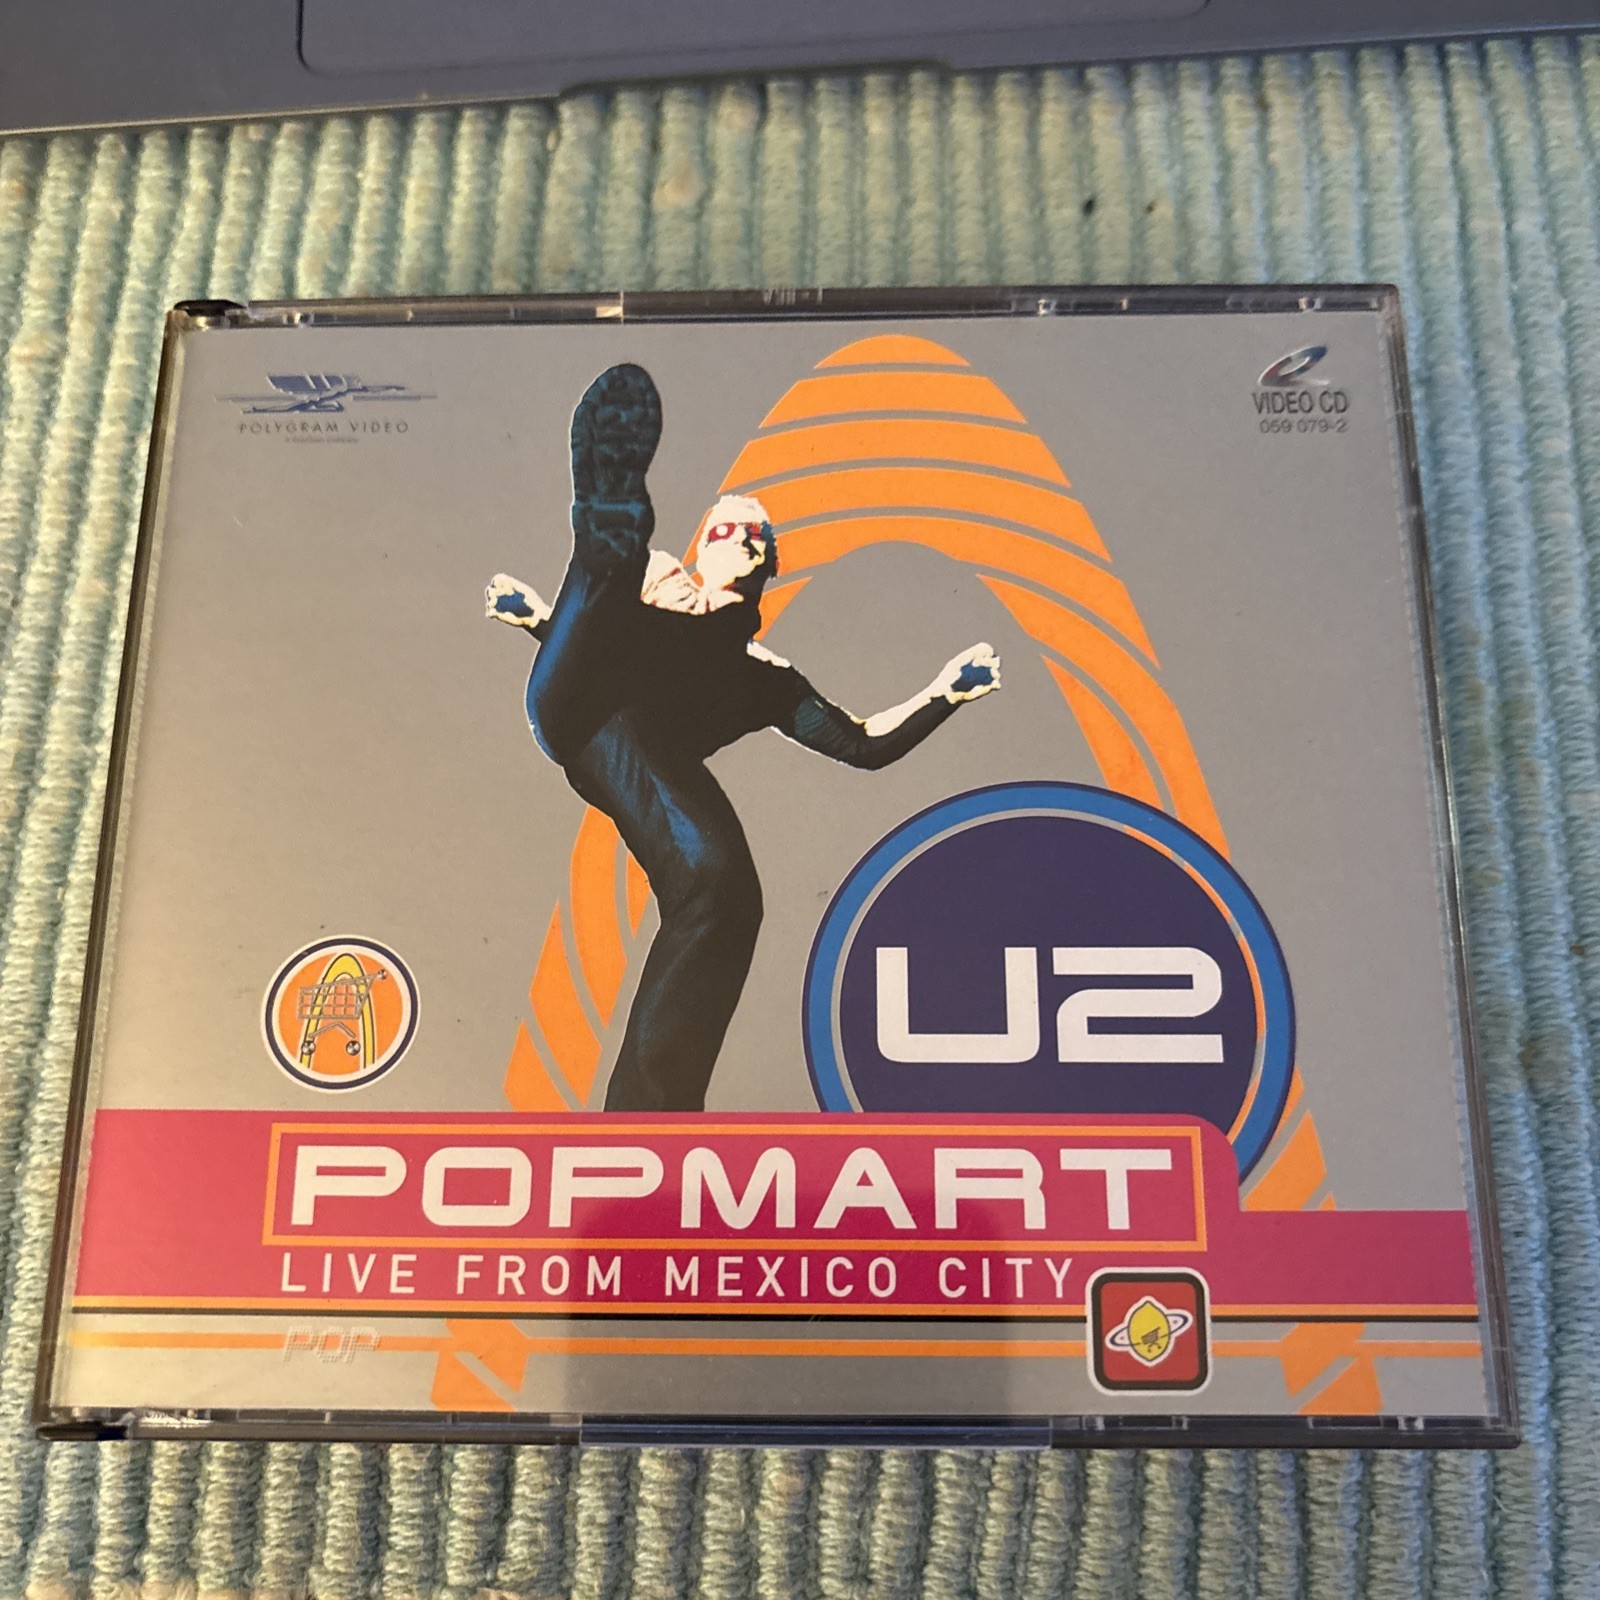 POLYGRAM VIDEO
VIDEO CD
059 079-2
U2
POPMART
LIVE FROM MEXICO CITY
POP